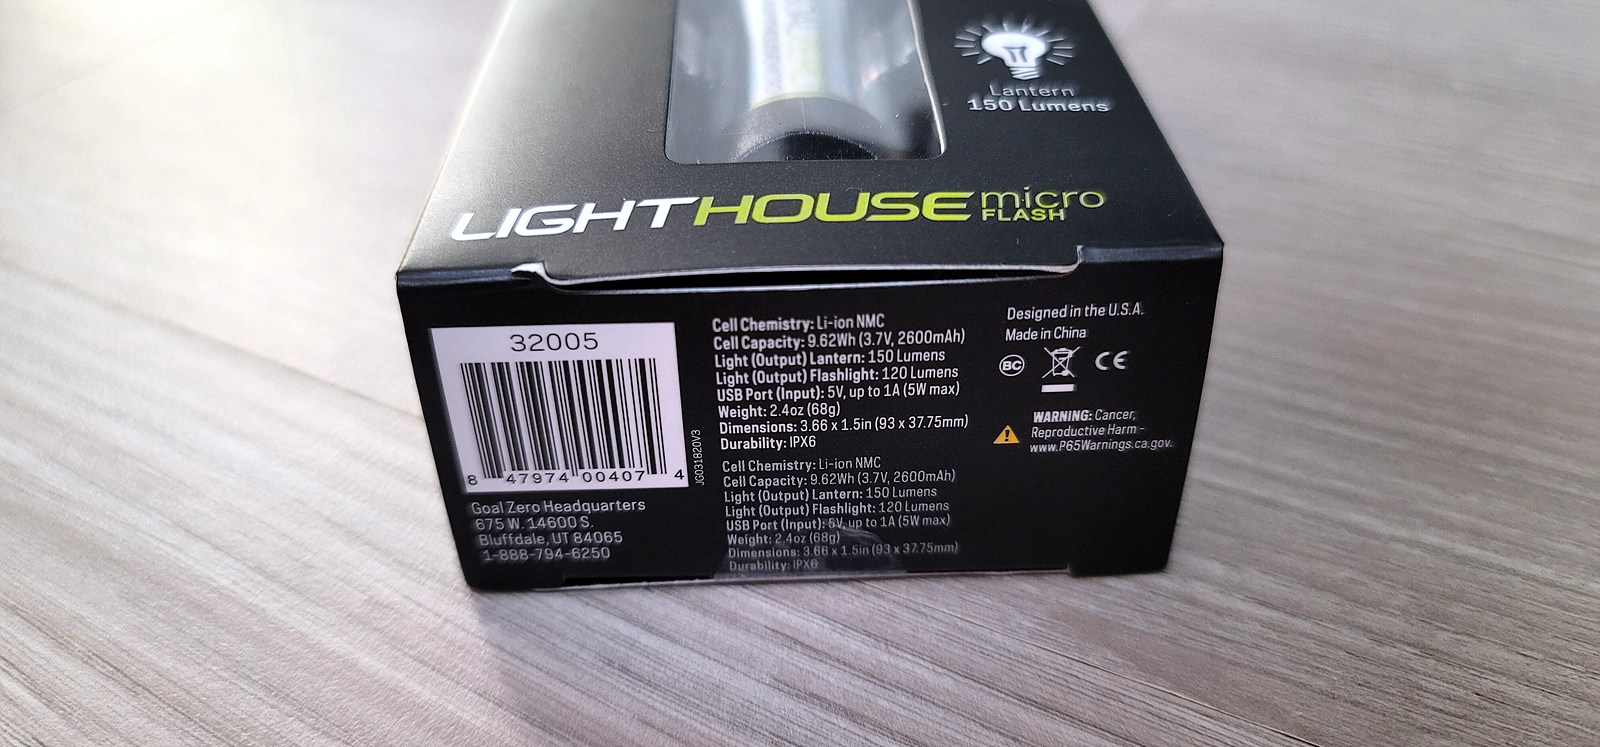 Lantern
150 Lumens
LIGHTHOUSE micro
FLASH
32005
8 47974 00407 4
JG031820V3
Goal Zero Headquarters
675 W. 14600 S.
Bluffdale, UT 84065
1-888-794-6250
Cell Chemistry: Li-ion NMC
Cell Capacity: 9.62Wh (3.7V, 2600mAh)
Light (Output) Lantern: 150 Lumens
Light (Output) Flashlight: 120 Lumens
USB Port (Input): 5V, up to 1A (5W max)
Weight: 2.4oz (68g)
Dimensions: 3.66 x 1.5in (93 x 37.75mm)
Durability: IPX6
Cell Chemistry: Li-ion NMC
Cell Capacity: 9.62Wh (3.7V, 2600mAh)
Light (Output) Lantern: 150 Lumens
Light (Output) Flashlight: 120 Lumens
USB Port (Input): 5V, up to 1A (5W max)
Weight: 2.4oz (68g)
Dimensions: 3.66 x 1.5in (93 x 37.75mm)
Durability: IPX6
Designed in the U.S.A.
Made in China
BC CE
WARNING: Cancer,
Reproductive Harm -
www.P65Warnings.ca.gov.